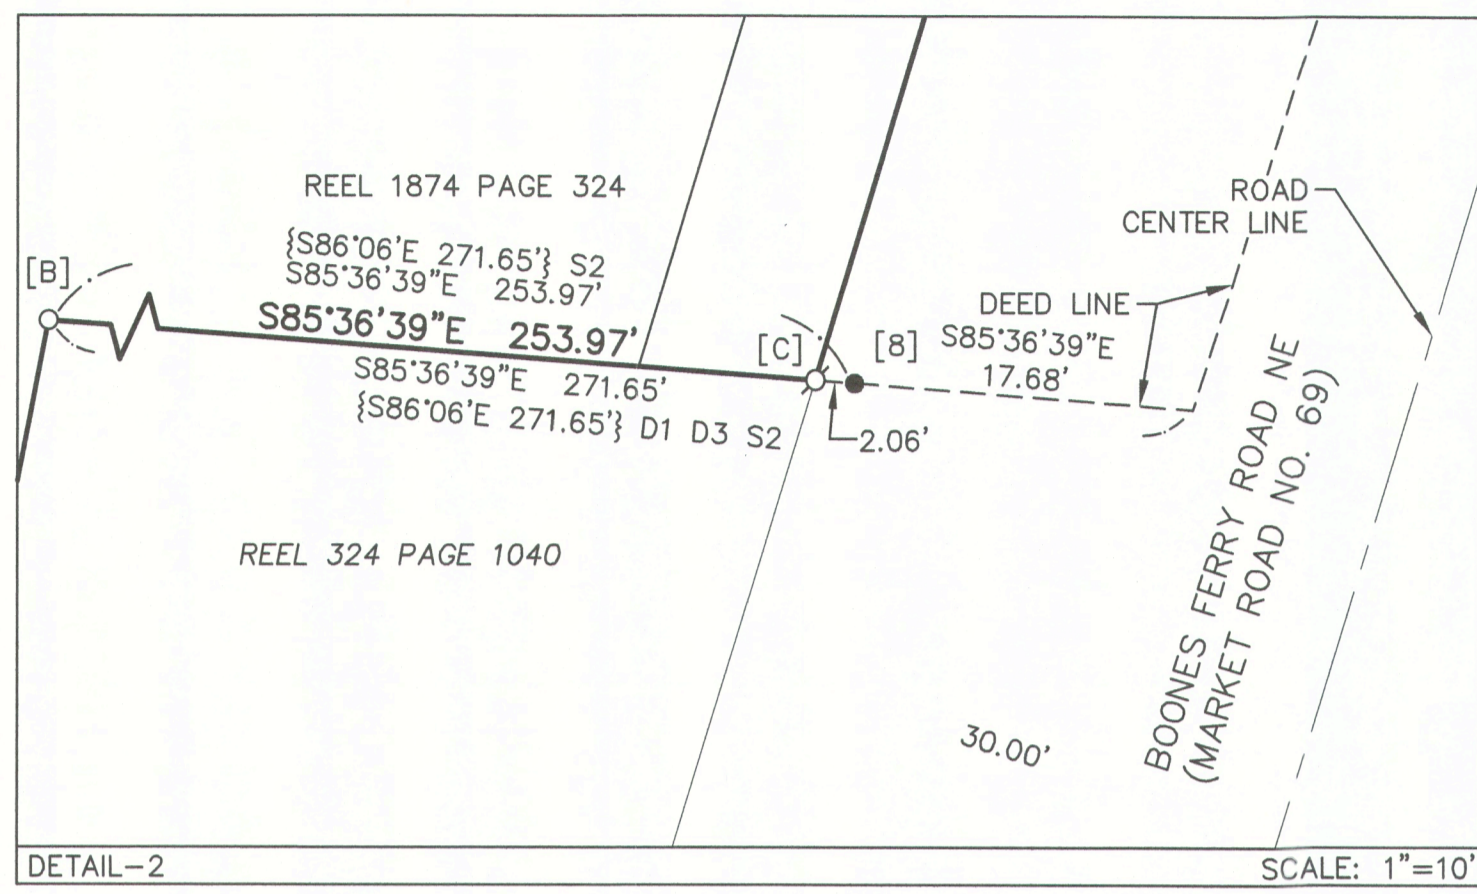 REEL 1874 PAGE 324
{S86°06'E 271.65'} S2
S85°36'39"E 253.97'
S85°36'39"E 253.97'
S85°36'39"E 271.65'
{S86°06'E 271.65'} D1 D3 S2
[B]
[C]
[8]
2.06'
DEED LINE
S85°36'39"E
17.68'
ROAD
CENTER LINE
BOONES FERRY ROAD NE
(MARKET ROAD NO. 69)
REEL 324 PAGE 1040
30.00'
DETAIL-2
SCALE: 1"=10'